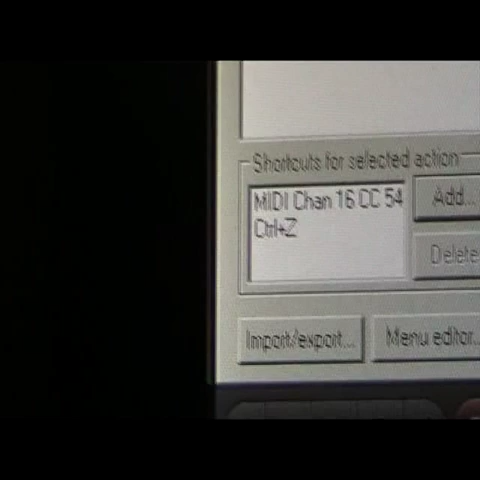 Shortcuts for selected action
MIDI Chan 16 CC 54
Ctrl+Z
Add...
Delete
Import/export...
Menu editor...